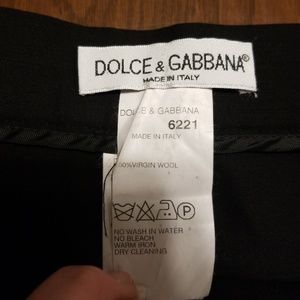 DOLCE & GABBANA®
MADE IN ITALY
DOLCE & GABBANA
6221
MADE IN ITALY
VIRGIN WOOL
P
NO WASH IN WATER
NO BLEACH
WARM IRON
DRY CLEANING